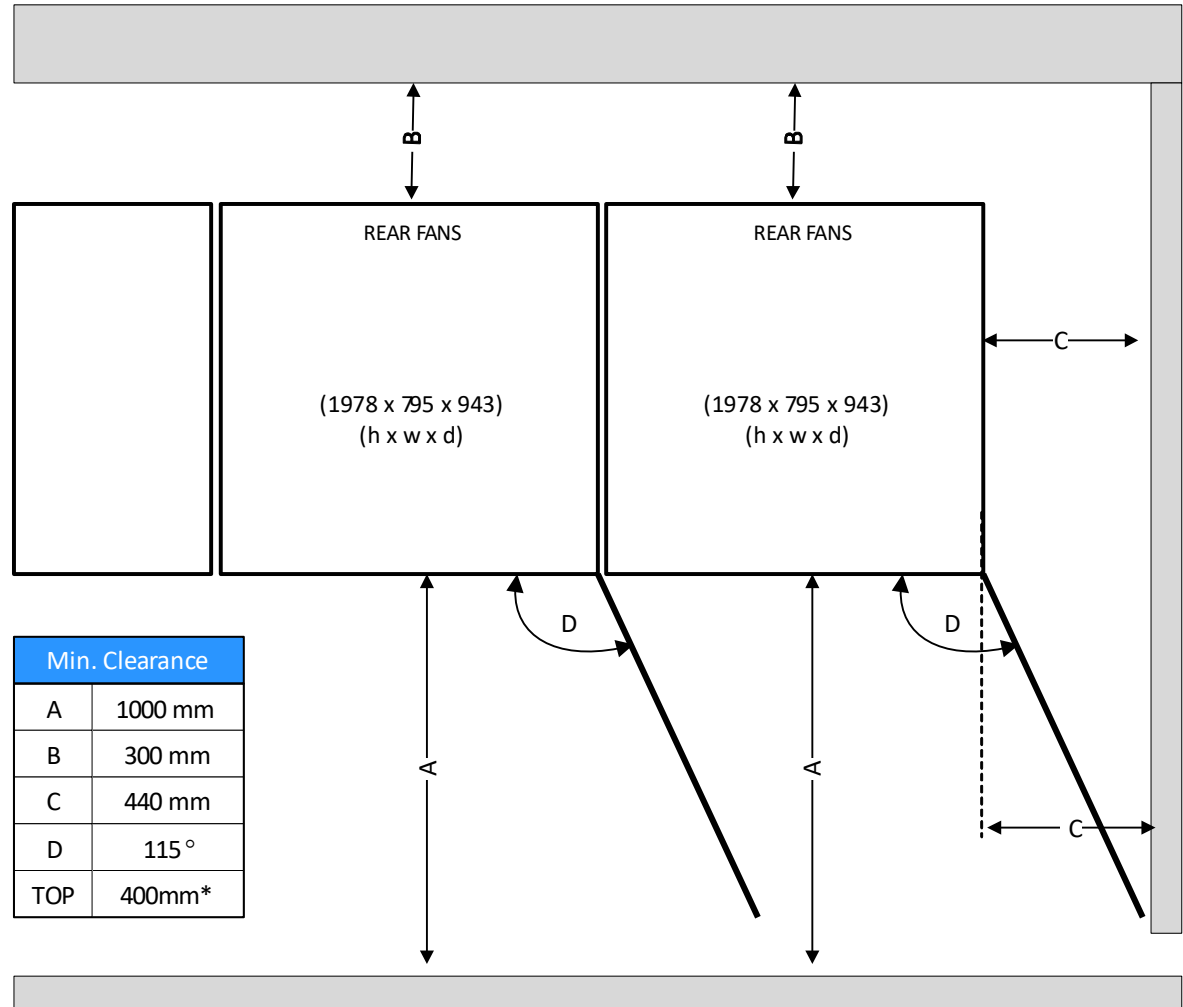 B B
REAR FANS REAR FANS
C
(1978 x 795 x 943) (1978 x 795 x 943)
(h x w x d) (h x w x d)
D D
Min. Clearance
A 1000 mm
B 300 mm
C 440 mm
D 115°
TOP 400mm*
A A
C